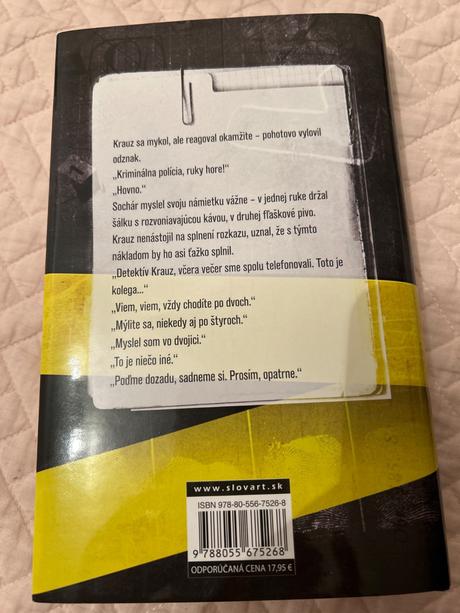 Krauz sa mykol, ale reagoval okamžite – pohotovo vylovil
odznak.
„Kriminálna polícia, ruky hore!“
„Hovno.“
Sochár myslel svoju námietku vážne – v jednej ruke držal
šálku s rozvoniavajúcou kávou, v druhej fľaškové pivo.
Krauz nenástojil na splnení rozkazu, uznal, že s týmto
nákladom by ho asi ťažko splnil.
„Detektív Krauz, včera večer sme spolu telefonovali. Toto je
kolega...“
„Viem, viem, vždy chodíte po dvoch.“
„Mýlite sa, niekedy aj po štyroch.“
„Myslel som vo dvojici.“
„To je niečo iné.“
„Poďme dozadu, sadneme si. Prosím, opatrne.“
www.slovart.sk
ISBN 978-80-556-7526-8
9 788055 675268
ODPORÚČANÁ CENA 17,95 €